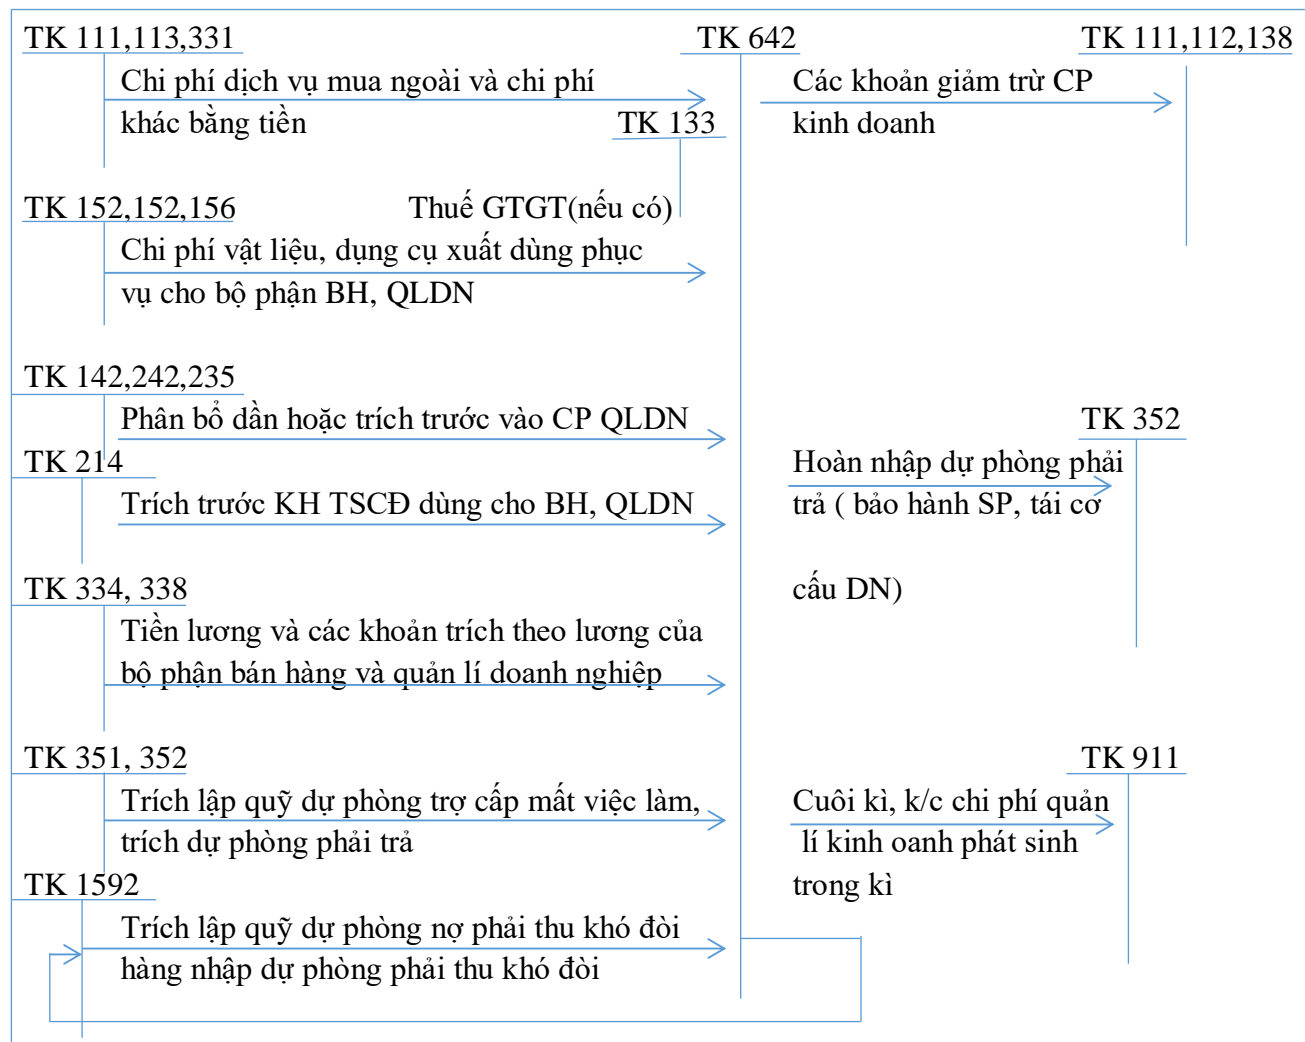 TK 111,113,331
TK 642
TK 111,112,138
Chi phí dịch vụ mua ngoài và chi phí
khác bằng tiền
Các khoản giảm trừ CP
kinh doanh
TK 133
TK 152,152,156
Thuế GTGT(nếu có)
Chi phí vật liệu, dụng cụ xuất dùng phục
vụ cho bộ phận BH, QLDN
TK 142,242,235
Phân bổ dần hoặc trích trước vào CP QLDN
TK 352
TK 214
Hoàn nhập dự phòng phải
trả ( bảo hành SP, tái cơ
cấu DN)
Trích trước KH TSCĐ dùng cho BH, QLDN
TK 334, 338
Tiền lương và các khoản trích theo lương của
bộ phận bán hàng và quản lí doanh nghiệp
TK 351, 352
TK 911
Trích lập quỹ dự phòng trợ cấp mất việc làm,
trích dự phòng phải trả
Cuôi kì, k/c chi phí quản
lí kinh oanh phát sinh
trong kì
TK 1592
Trích lập quỹ dự phòng nợ phải thu khó đòi
hàng nhập dự phòng phải thu khó đòi